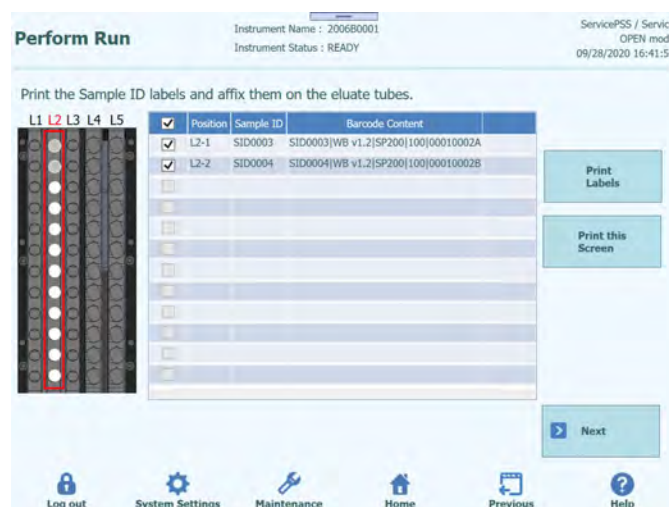 Perform Run
Instrument Name : 2006B0001
Instrument Status : READY
ServicePSS / Servic
OPEN mod
09/28/2020 16:41:5
Print the Sample ID labels and affix them on the eluate tubes.
L1 L2 L3 L4 L5
Position Sample ID Barcode Content
L2-1 SID0003 SID0003|WB v1.2|SP200|100|00010002A
L2-2 SID0004 SID0004|WB v1.2|SP200|100|00010002B
Print
Labels
Print this
Screen
Next
Log out System Settings Maintenance Home Previous Help